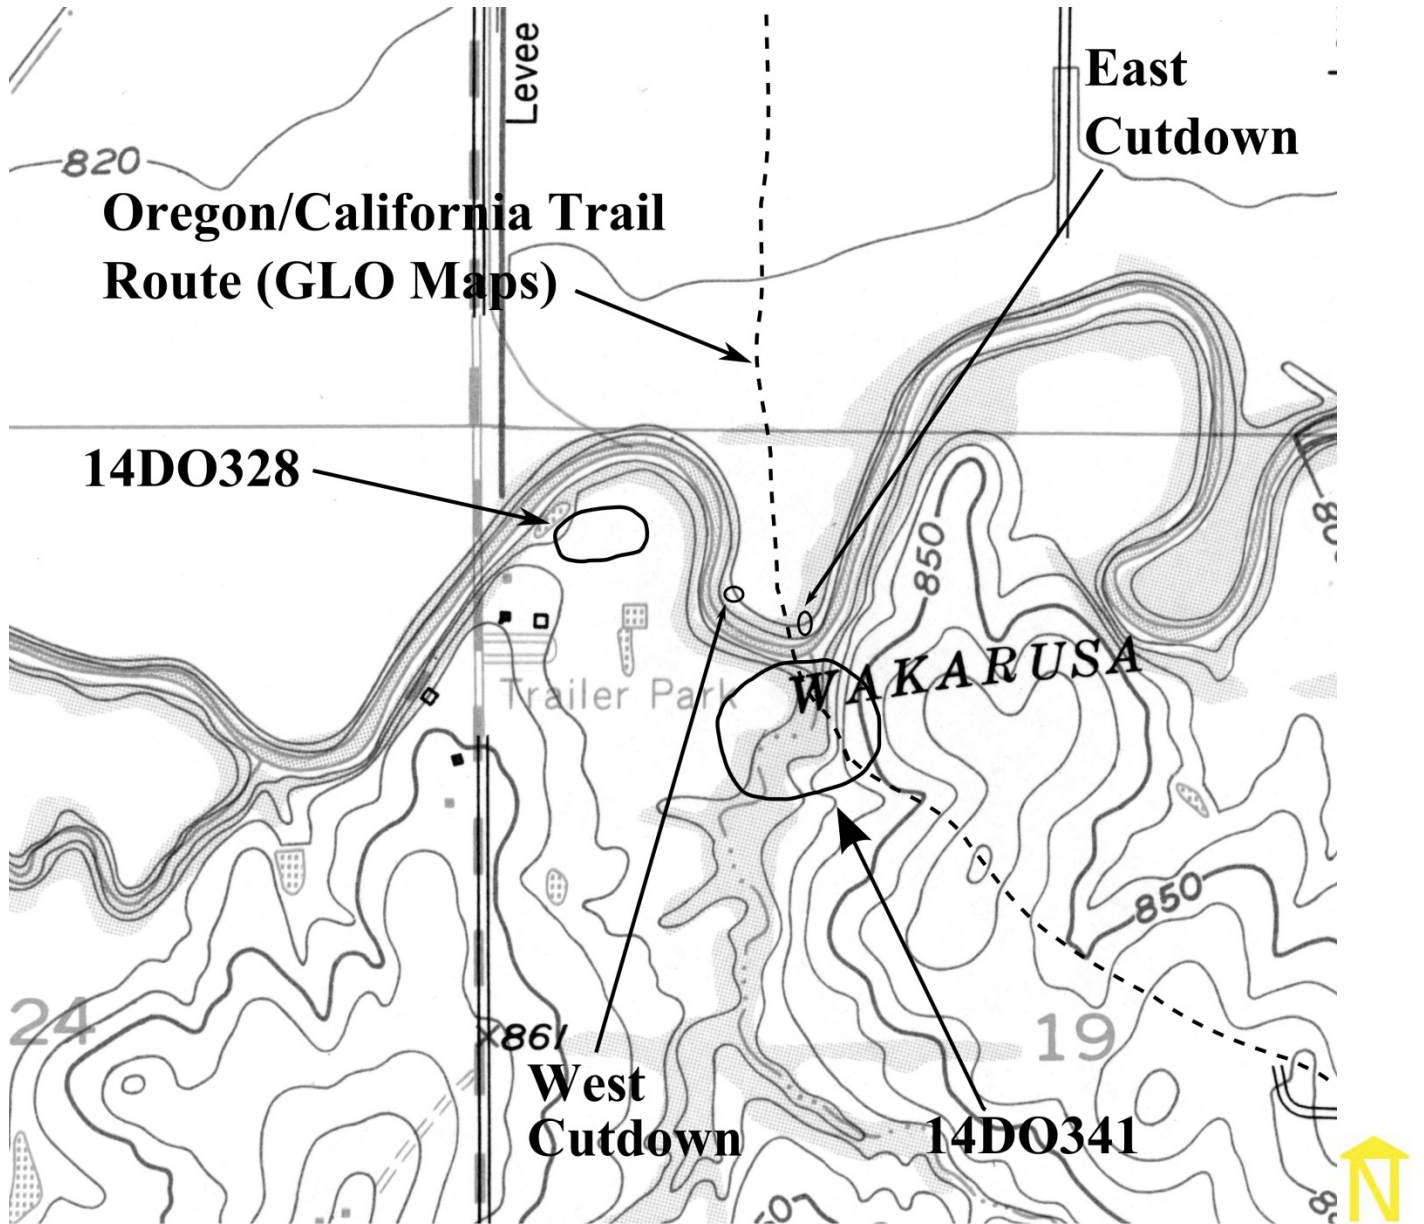 Levee
East
Cutdown
820
Oregon/California Trail
Route (GLO Maps)
14DO328
850
WAKARUSA
Trailer Park
850
24
×861
19
West
Cutdown
14DO341
N